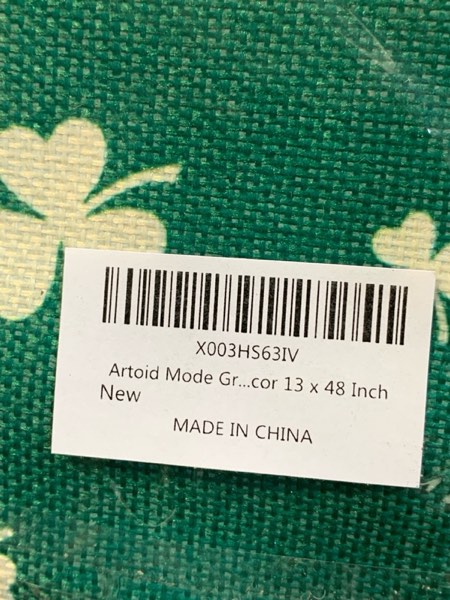 X003HS63IV
Artoid Mode Gr...cor 13 x 48 Inch
New
MADE IN CHINA